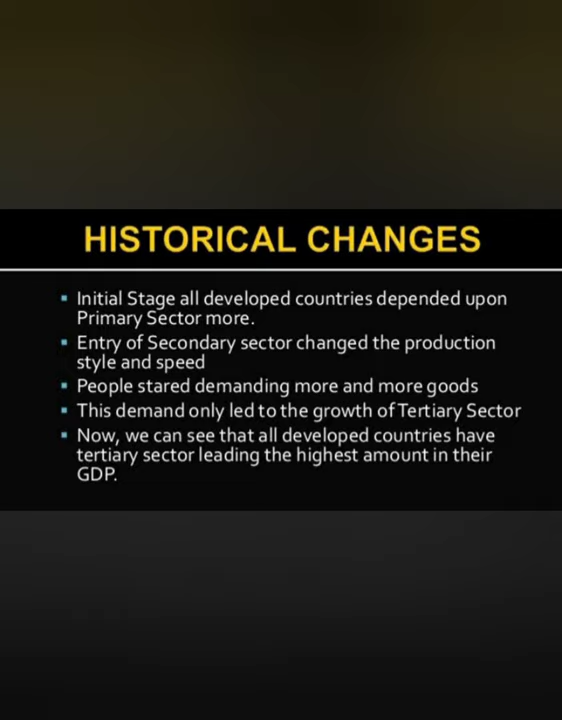 HISTORICAL CHANGES
▪ Initial Stage all developed countries depended upon
Primary Sector more.
▪ Entry of Secondary sector changed the production
style and speed
▪ People stared demanding more and more goods
▪ This demand only led to the growth of Tertiary Sector
▪ Now, we can see that all developed countries have
tertiary sector leading the highest amount in their
GDP.